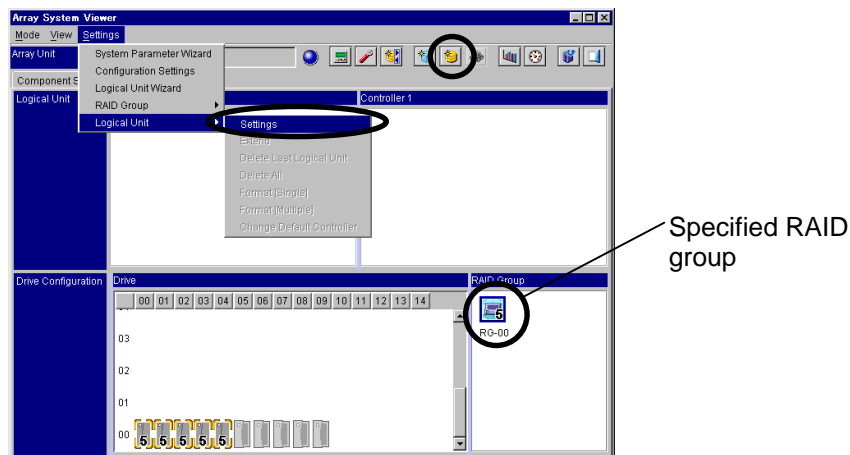 Array System Viewer
Mode View Settings
Array Unit
System Parameter Wizard
Configuration Settings
Logical Unit Wizard
RAID Group
Logical Unit
Component S
Logical Unit
Controller 1
Settings
Extend
Delete Last Logical Unit
Delete All
Format [Single]
Format [Multiple]
Change Default Controller
Specified RAID
group
Drive Configuration
Drive
RAID Group
00 01 02 03 04 05 06 07 08 09 10 11 12 13 14
5
RG-00
03
02
01
00
5 5 5 5 5